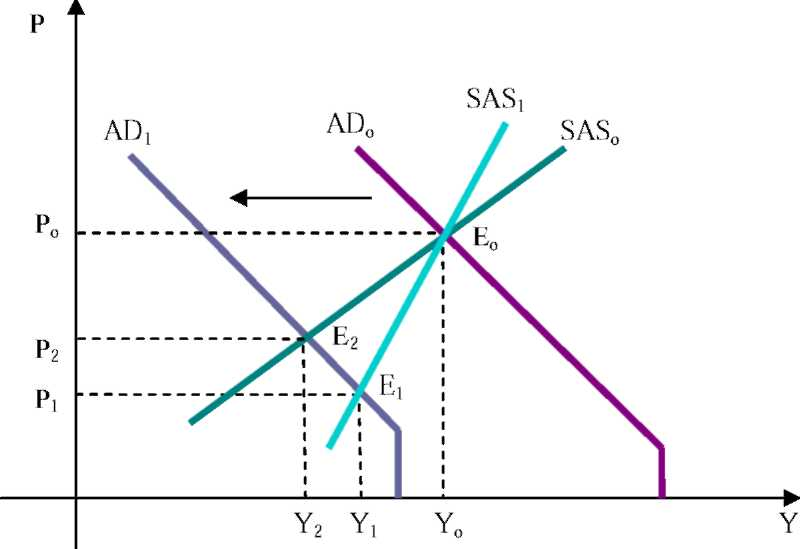 P
SAS₁
AD₁
ADₒ
SASₒ
Pₒ
Eₒ
P₂
E₂
P₁
E₁
Y₂
Y₁
Yₒ
Y